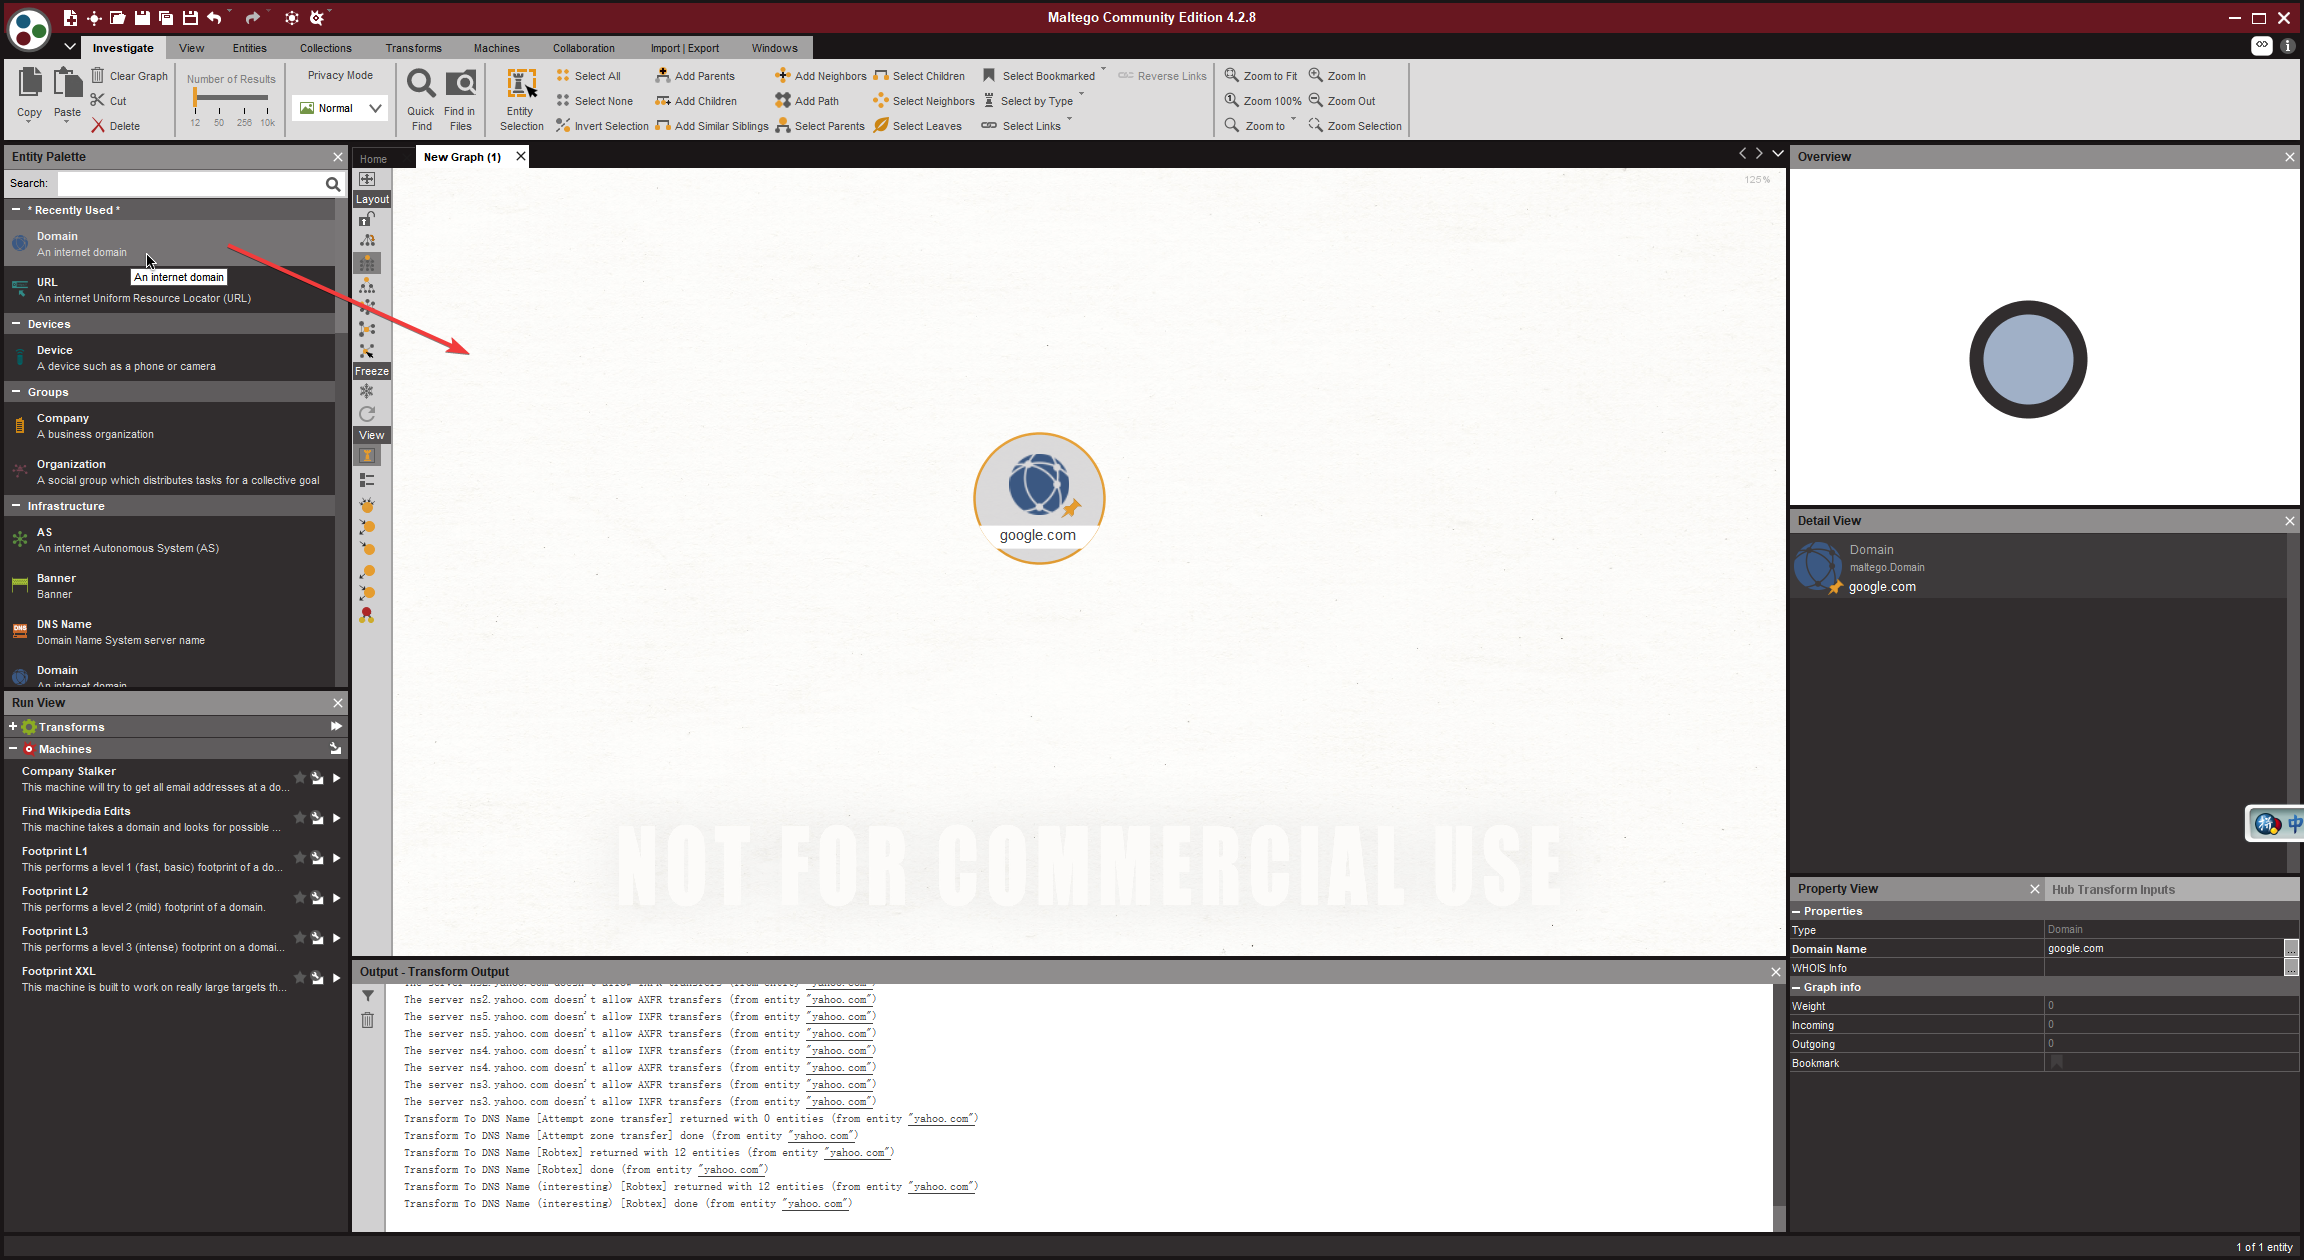 Maltego Community Edition 4.2.8
Investigate View Entities Collections Transforms Machines Collaboration Import | Export Windows
Copy
Paste
Clear Graph
Cut
Delete
Number of Results
12 50 256 10k
Privacy Mode
Normal
Quick Find
Find in Files
Entity Selection
Select All
Select None
Invert Selection
Add Parents
Add Children
Add Similar Siblings
Add Neighbors
Add Path
Select Parents
Select Children
Select Neighbors
Select Leaves
Select Bookmarked
Select by Type
Select Links
Reverse Links
Zoom to Fit
Zoom 100%
Zoom to
Zoom In
Zoom Out
Zoom Selection
Entity Palette
Search:
* Recently Used *
Domain
An internet domain
An internet domain
URL
An internet Uniform Resource Locator (URL)
Devices
Device
A device such as a phone or camera
Groups
Company
A business organization
Organization
A social group which distributes tasks for a collective goal
Infrastructure
AS
An internet Autonomous System (AS)
Banner
Banner
DNS
DNS Name
Domain Name System server name
Domain
An internet domain
Run View
Transforms
Machines
Company Stalker
This machine will try to get all email addresses at a do...
Find Wikipedia Edits
This machine takes a domain and looks for possible ...
Footprint L1
This performs a level 1 (fast, basic) footprint of a do...
Footprint L2
This performs a level 2 (mild) footprint of a domain.
Footprint L3
This performs a level 3 (intense) footprint on a domai...
Footprint XXL
This machine is built to work on really large targets th...
Home
New Graph (1)
Layout
Freeze
View
125%
google.com
NOT FOR COMMERCIAL USE
Output - Transform Output
The server ns2.yahoo.com doesn't allow IXFR transfers (from entity "yahoo.com")
The server ns2.yahoo.com doesn't allow AXFR transfers (from entity "yahoo.com")
The server ns5.yahoo.com doesn't allow IXFR transfers (from entity "yahoo.com")
The server ns5.yahoo.com doesn't allow AXFR transfers (from entity "yahoo.com")
The server ns4.yahoo.com doesn't allow IXFR transfers (from entity "yahoo.com")
The server ns4.yahoo.com doesn't allow AXFR transfers (from entity "yahoo.com")
The server ns3.yahoo.com doesn't allow AXFR transfers (from entity "yahoo.com")
The server ns3.yahoo.com doesn't allow IXFR transfers (from entity "yahoo.com")
Transform To DNS Name [Attempt zone transfer] returned with 0 entities (from entity "yahoo.com")
Transform To DNS Name [Attempt zone transfer] done (from entity "yahoo.com")
Transform To DNS Name [Robtex] returned with 12 entities (from entity "yahoo.com")
Transform To DNS Name [Robtex] done (from entity "yahoo.com")
Transform To DNS Name (interesting) [Robtex] returned with 12 entities (from entity "yahoo.com")
Transform To DNS Name (interesting) [Robtex] done (from entity "yahoo.com")
Overview
Detail View
Domain
maltego.Domain
google.com
中
Property View
Hub Transform Inputs
Properties
Type Domain
Domain Name google.com ...
WHOIS Info ...
Graph info
Weight 0
Incoming 0
Outgoing 0
Bookmark
1 of 1 entity